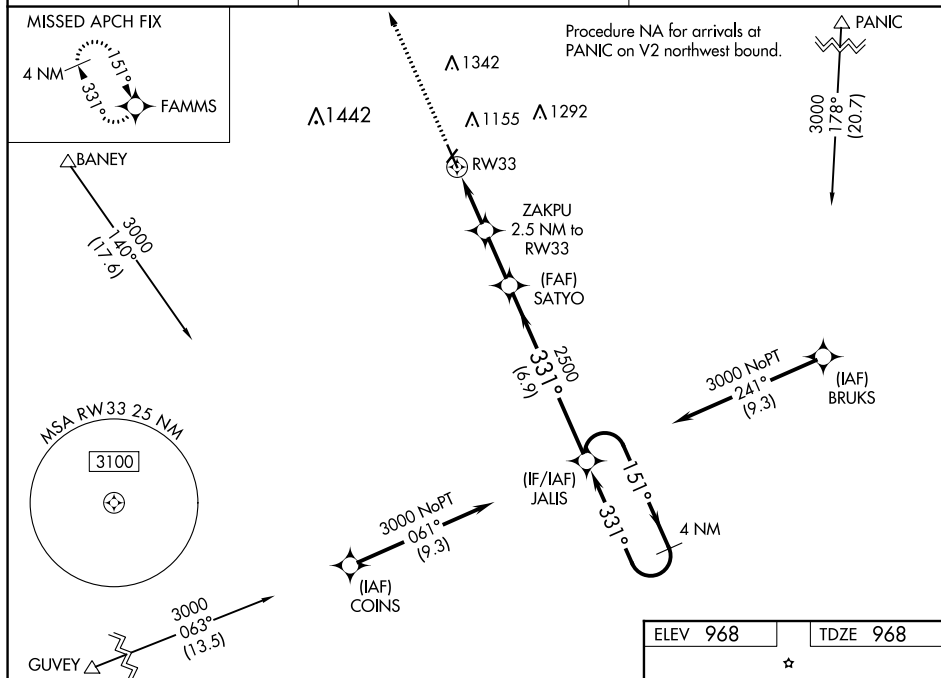 MISSED APCH FIX
4 NM
151°
331°
FAMMS
Procedure NA for arrivals at
PANIC on V2 northwest bound.
PANIC
3000
178°
(20.7)
1342
1442
1155
1292
RW33
BANEY
3000
140°
(17.6)
ZAKPU
2.5 NM to
RW33
(FAF)
SATYO
2500
331°
(6.9)
3000 NoPT
241°
(9.3)
(IAF)
BRUKS
MSA RW33 25 NM
3100
(IF/IAF)
JALIS
151°
331°
4 NM
3000 NoPT
061°
(9.3)
(IAF)
COINS
3000
063°
(13.5)
GUVEY
ELEV 968
TDZE 968